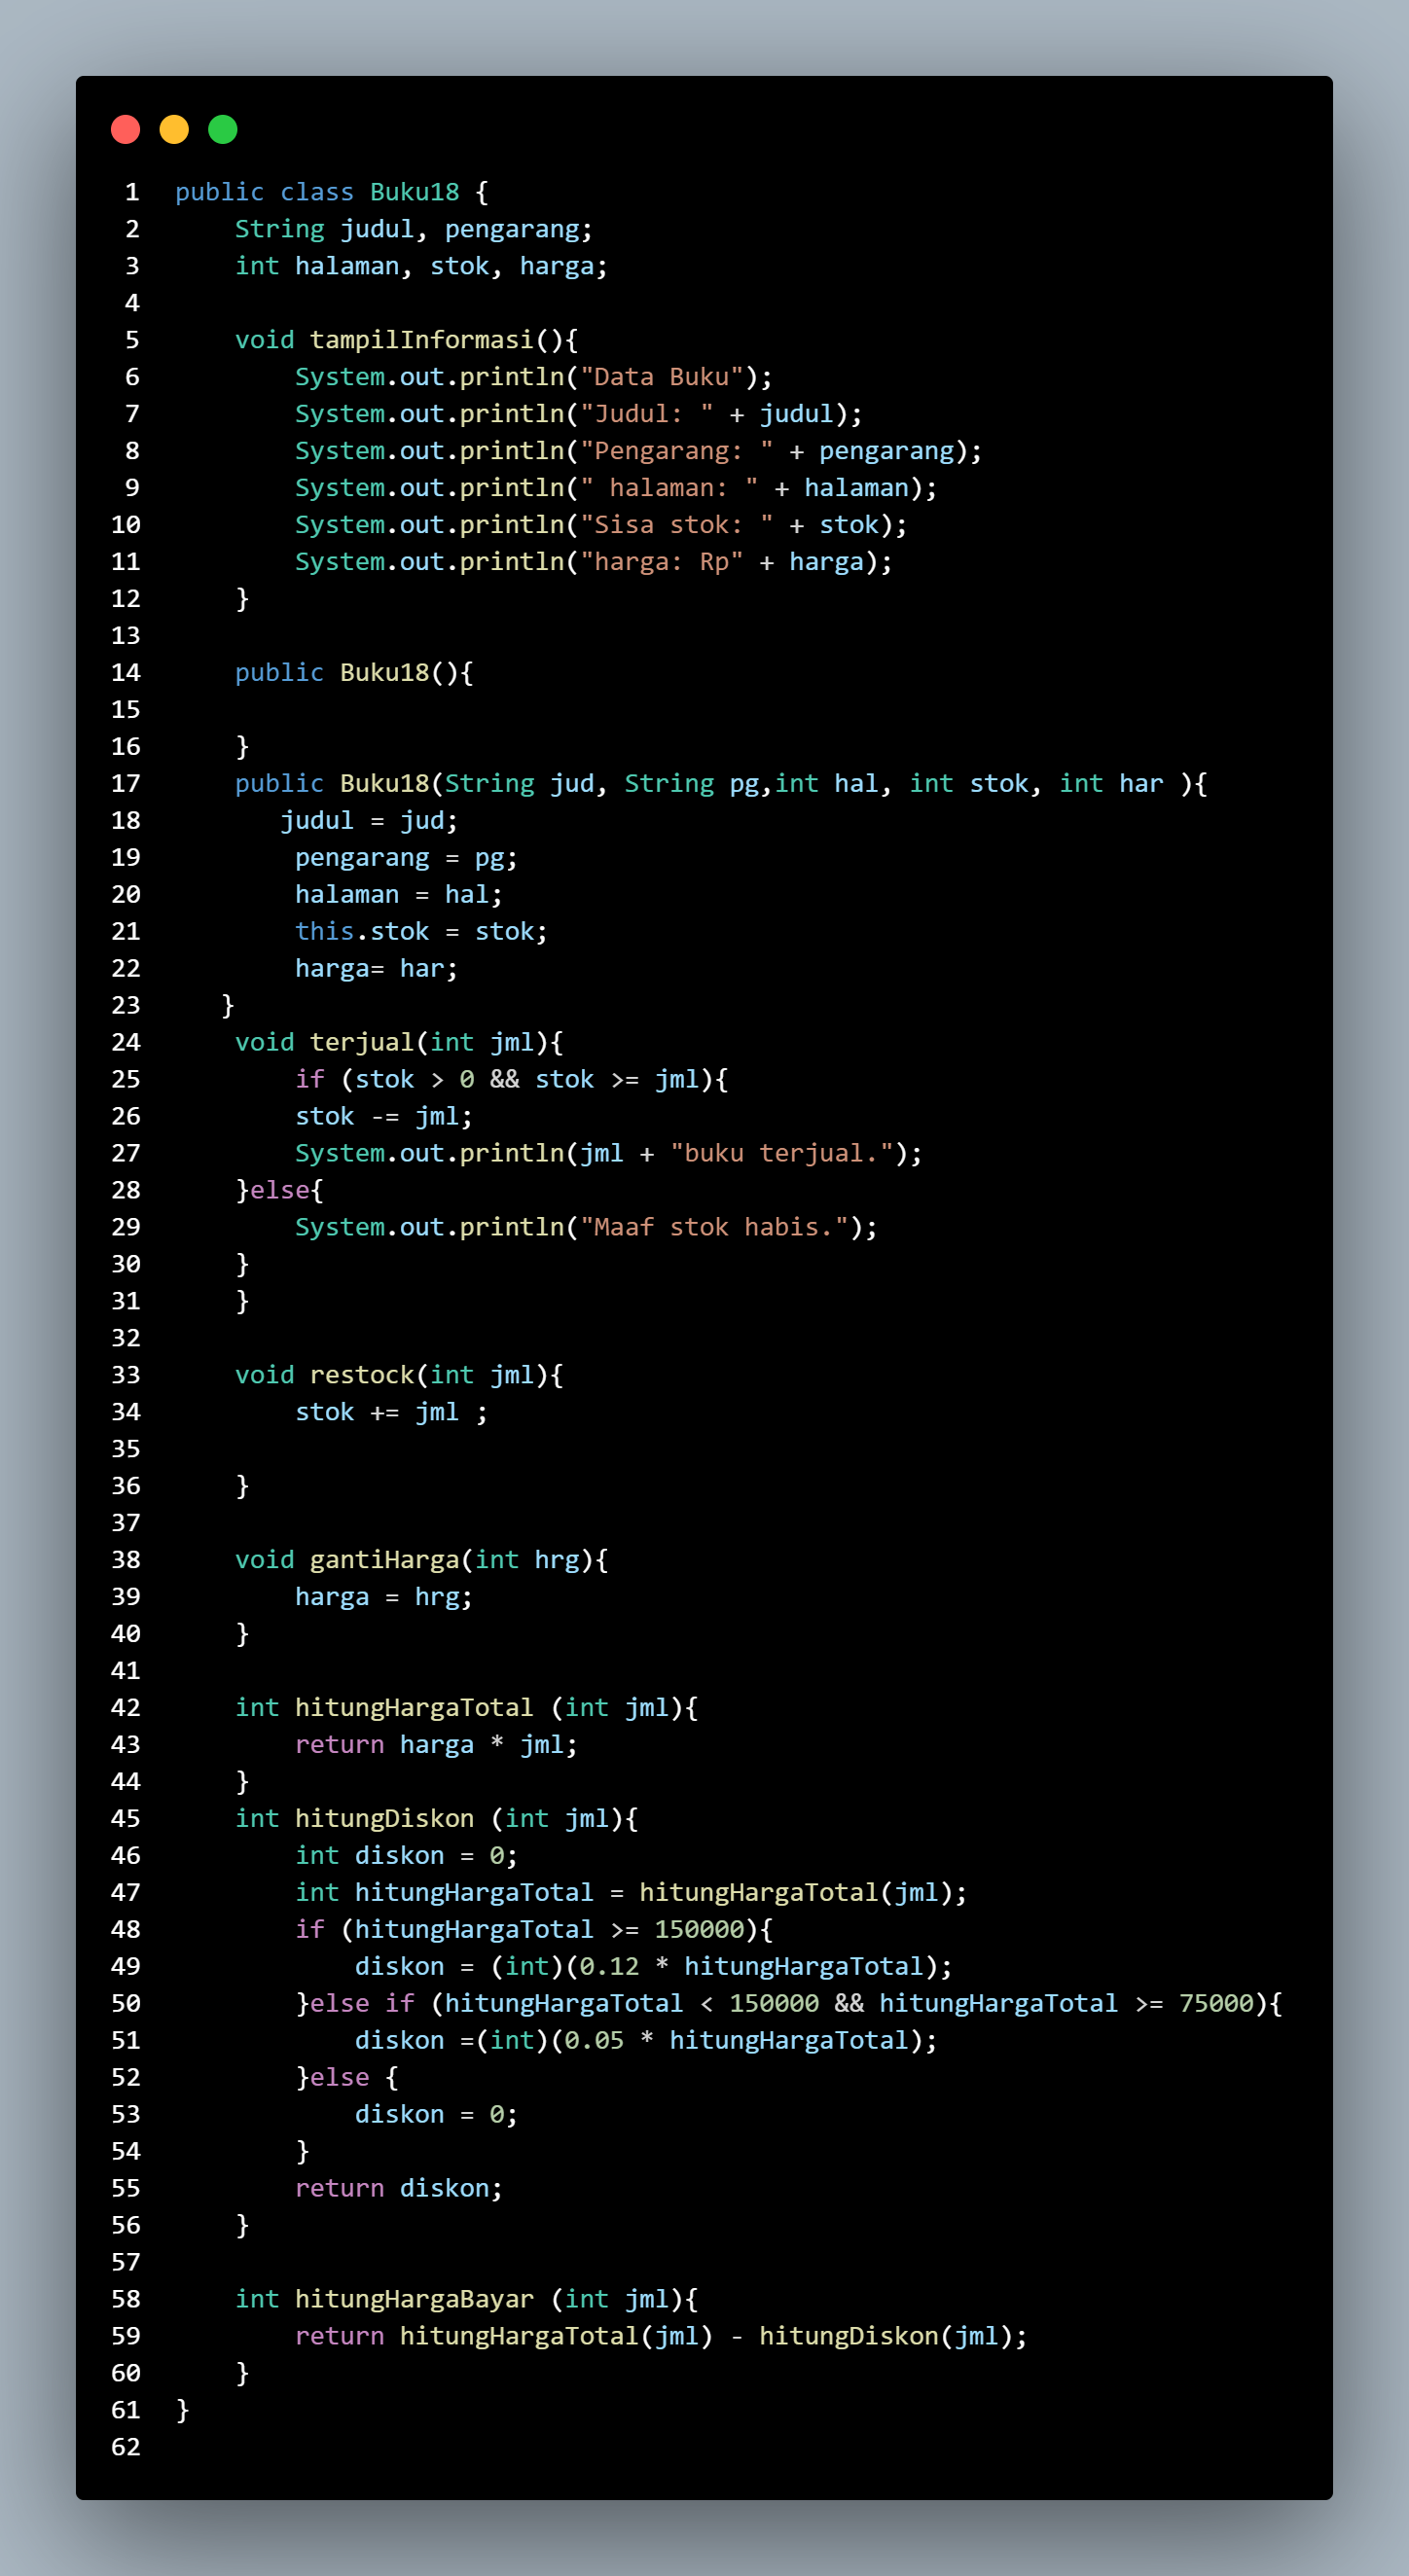 1 public class Buku18 {
2     String judul, pengarang;
3     int halaman, stok, harga;
4
5     void tampilInformasi(){
6         System.out.println("Data Buku");
7         System.out.println("Judul: " + judul);
8         System.out.println("Pengarang: " + pengarang);
9         System.out.println(" halaman: " + halaman);
10         System.out.println("Sisa stok: " + stok);
11         System.out.println("harga: Rp" + harga);
12     }
13
14     public Buku18(){
15
16     }
17     public Buku18(String jud, String pg,int hal, int stok, int har ){
18        judul = jud;
19         pengarang = pg;
20         halaman = hal;
21         this.stok = stok;
22         harga= har;
23    }
24     void terjual(int jml){
25         if (stok > 0 && stok >= jml){
26         stok -= jml;
27         System.out.println(jml + "buku terjual.");
28     }else{
29         System.out.println("Maaf stok habis.");
30     }
31     }
32
33     void restock(int jml){
34         stok += jml ;
35
36     }
37
38     void gantiHarga(int hrg){
39         harga = hrg;
40     }
41
42     int hitungHargaTotal (int jml){
43         return harga * jml;
44     }
45     int hitungDiskon (int jml){
46         int diskon = 0;
47         int hitungHargaTotal = hitungHargaTotal(jml);
48         if (hitungHargaTotal >= 150000){
49             diskon = (int)(0.12 * hitungHargaTotal);
50         }else if (hitungHargaTotal < 150000 && hitungHargaTotal >= 75000){
51             diskon =(int)(0.05 * hitungHargaTotal);
52         }else {
53             diskon = 0;
54         }
55         return diskon;
56     }
57
58     int hitungHargaBayar (int jml){
59         return hitungHargaTotal(jml) - hitungDiskon(jml);
60     }
61 }
62